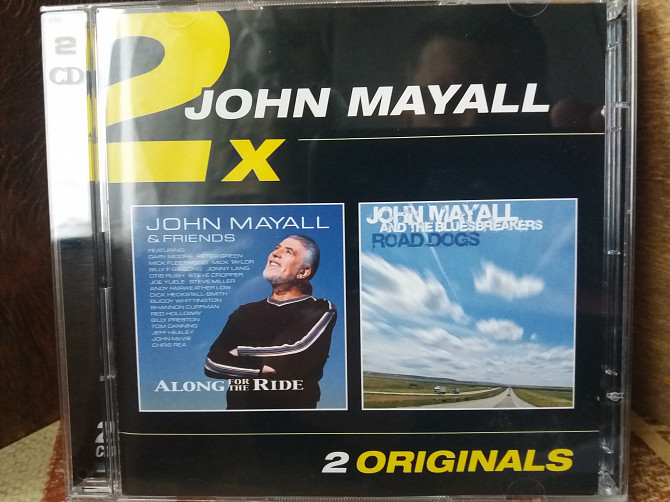 2
CD
2
JOHN MAYALL
X
JOHN MAYALL
& FRIENDS
FEATURING
GARY MOORE PETER GREEN
MICK FLEETWOOD MICK TAYLOR
BILLY F GIBBONS JONNY LANG
OTIS RUSH STEVE CROPPER
JOE YUELE STEVE MILLER
ANDY FAIRWEATHER LOW
DICK HECKSTALL-SMITH
BUDDY WHITTINGTON
SHANNON CURFMAN
RED HOLLOWAY
BILLY PRESTON
TOM CANNING
JEFF HEALEY
JOHN McVIE
CHRIS REA
ALONG FOR THE RIDE
JOHN MAYALL
AND THE BLUESBREAKERS
ROAD DOGS
2
CD
2 ORIGINALS